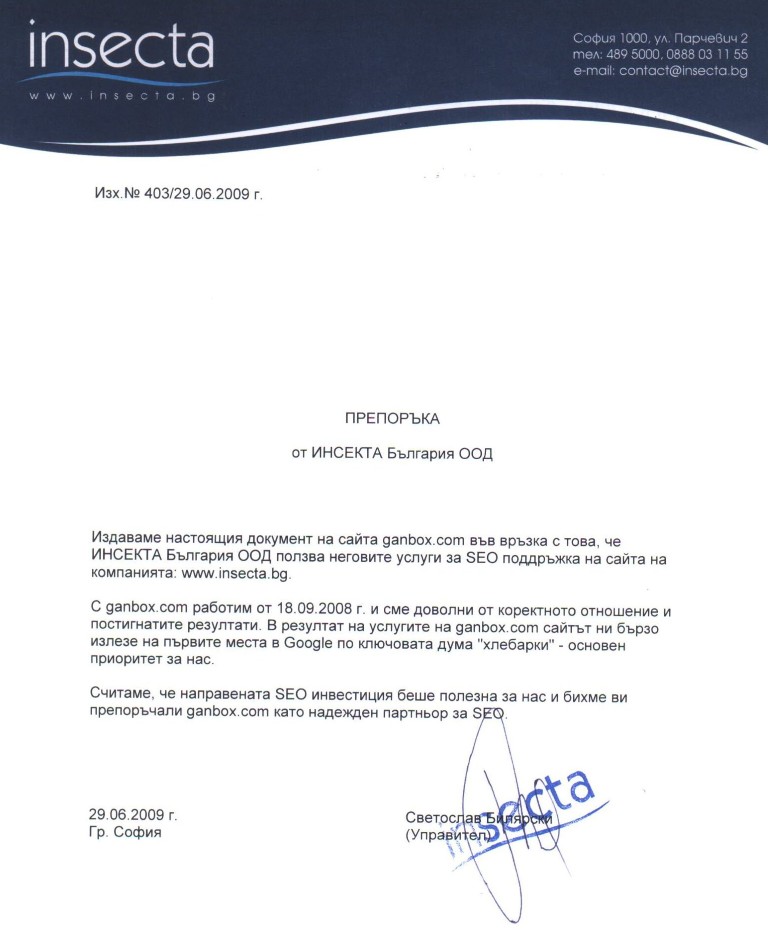 insecta
www.insecta.bg
София 1000, ул. Парчевич 2
тел: 489 5000, 0888 03 11 55
e-mail: contact@insecta.bg
Изх.№ 403/29.06.2009 г.
ПРЕПОРЪКА
от ИНСЕКТА България ООД
Издаваме настоящия документ на сайта ganbox.com във връзка с това, че
ИНСЕКТА България ООД ползва неговите услуги за SEO поддръжка на сайта на
компанията: www.insecta.bg.
С ganbox.com работим от 18.09.2008 г. и сме доволни от коректното отношение и
постигнатите резултати. В резултат на услугите на ganbox.com сайтът ни бързо
излезе на първите места в Google по ключовата дума "хлебарки" - основен
приоритет за нас.
Считаме, че направената SEO инвестиция беше полезна за нас и бихме ви
препоръчали ganbox.com като надежден партньор за SEO.
29.06.2009 г.
Гр. София
Светослав Билярски
(Управител)
insecta